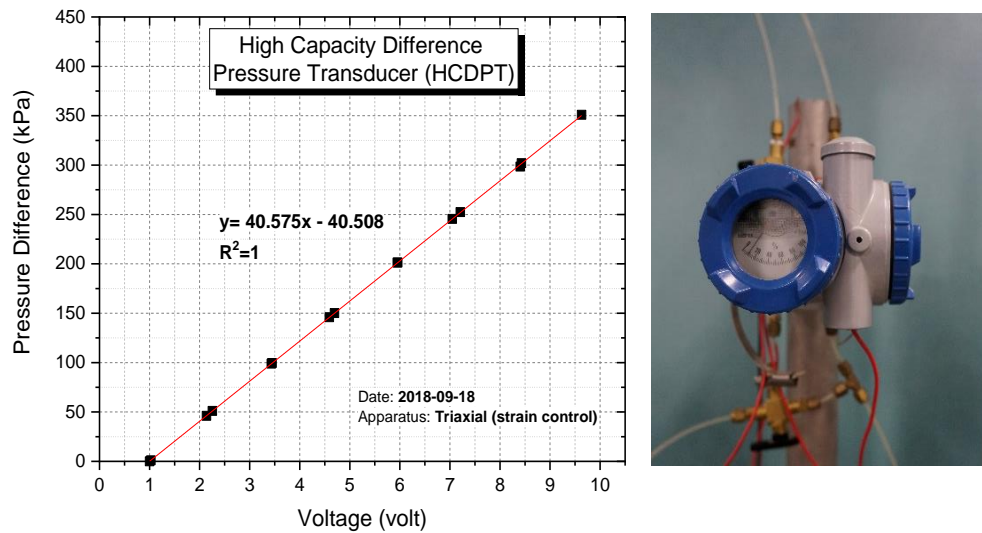 High Capacity Difference
Pressure Transducer (HCDPT)
y= 40.575x - 40.508
R²=1
Date: 2018-09-18
Apparatus: Triaxial (strain control)
Pressure Difference (kPa)
450
400
350
300
250
200
150
100
50
0
0 1 2 3 4 5 6 7 8 9 10
Voltage (volt)